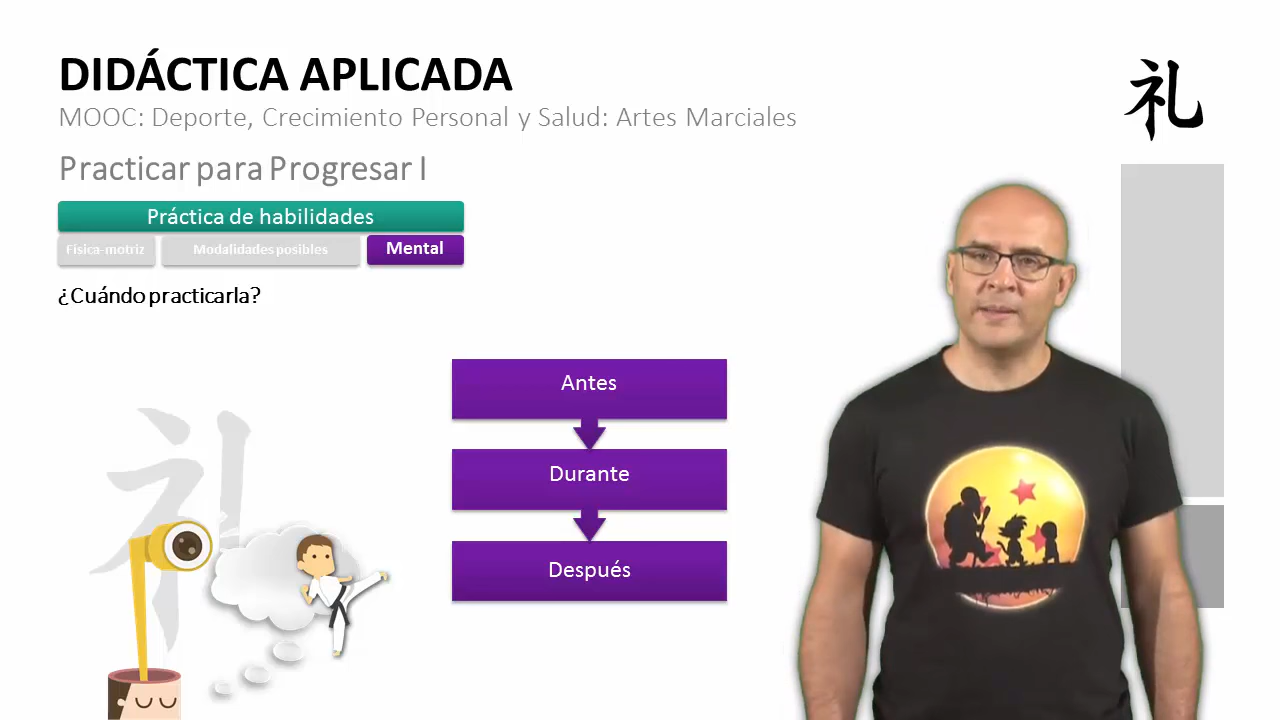 DIDÁCTICA APLICADA
礼
MOOC: Deporte, Crecimiento Personal y Salud: Artes Marciales
Practicar para Progresar I
Práctica de habilidades
Física-motriz Modalidades posibles Mental
¿Cuándo practicarla?
Antes
Durante
Después
礼